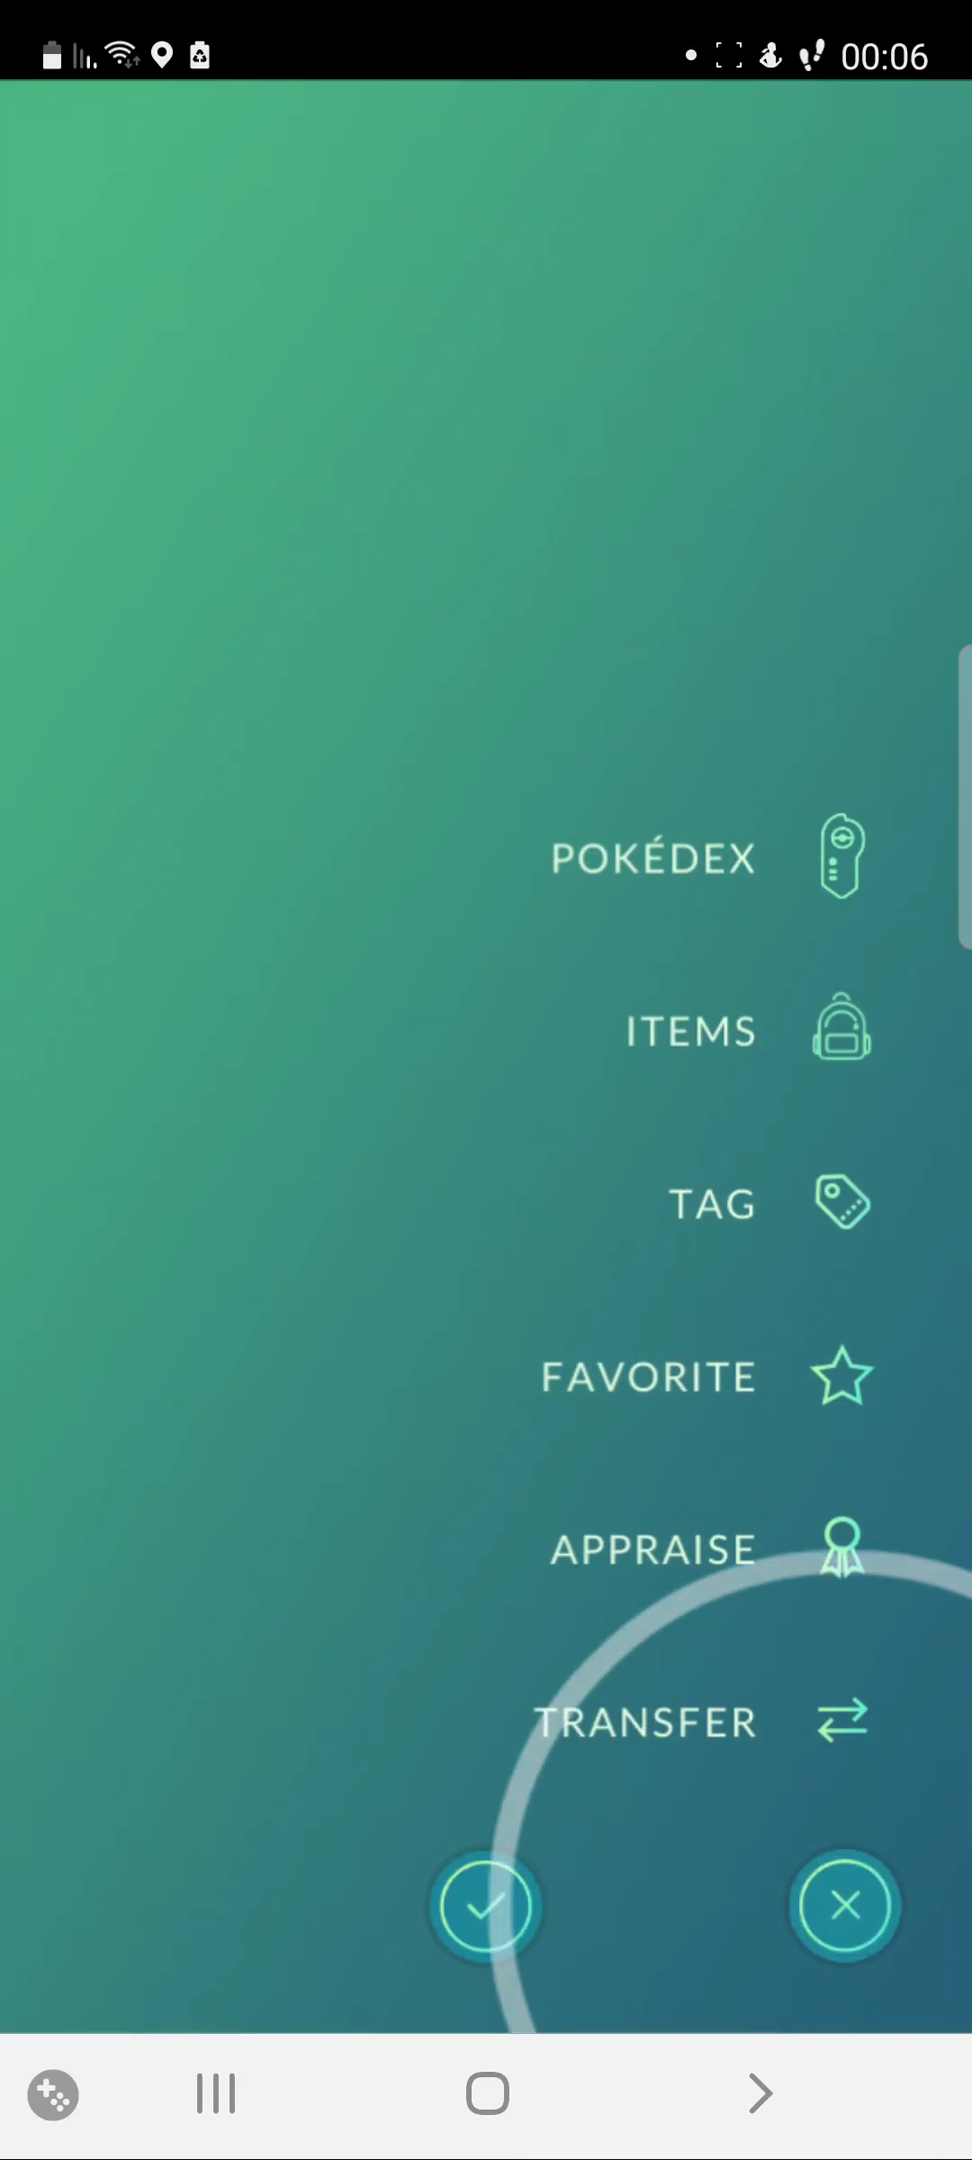 00:06
POKÉDEX
ITEMS
TAG
FAVORITE
APPRAISE
TRANSFER